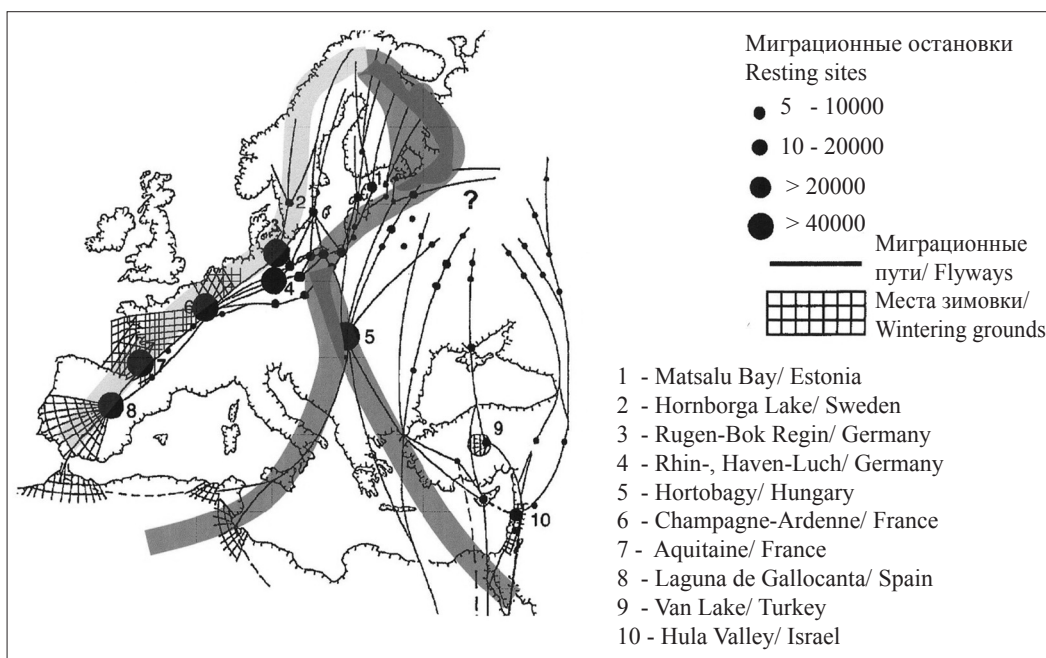 Миграционные остановки
Resting sites
5 - 10000
10 - 20000
> 20000
> 40000
Миграционные
пути/ Flyways
Места зимовки/
Wintering grounds
1 - Matsalu Bay/ Estonia
2 - Hornborga Lake/ Sweden
3 - Rugen-Bok Regin/ Germany
4 - Rhin-, Haven-Luch/ Germany
5 - Hortobagy/ Hungary
6 - Champagne-Ardenne/ France
7 - Aquitaine/ France
8 - Laguna de Gallocanta/ Spain
9 - Van Lake/ Turkey
10 - Hula Valley/ Israel
1
2
?
3
4
6
5
7
8
9
10